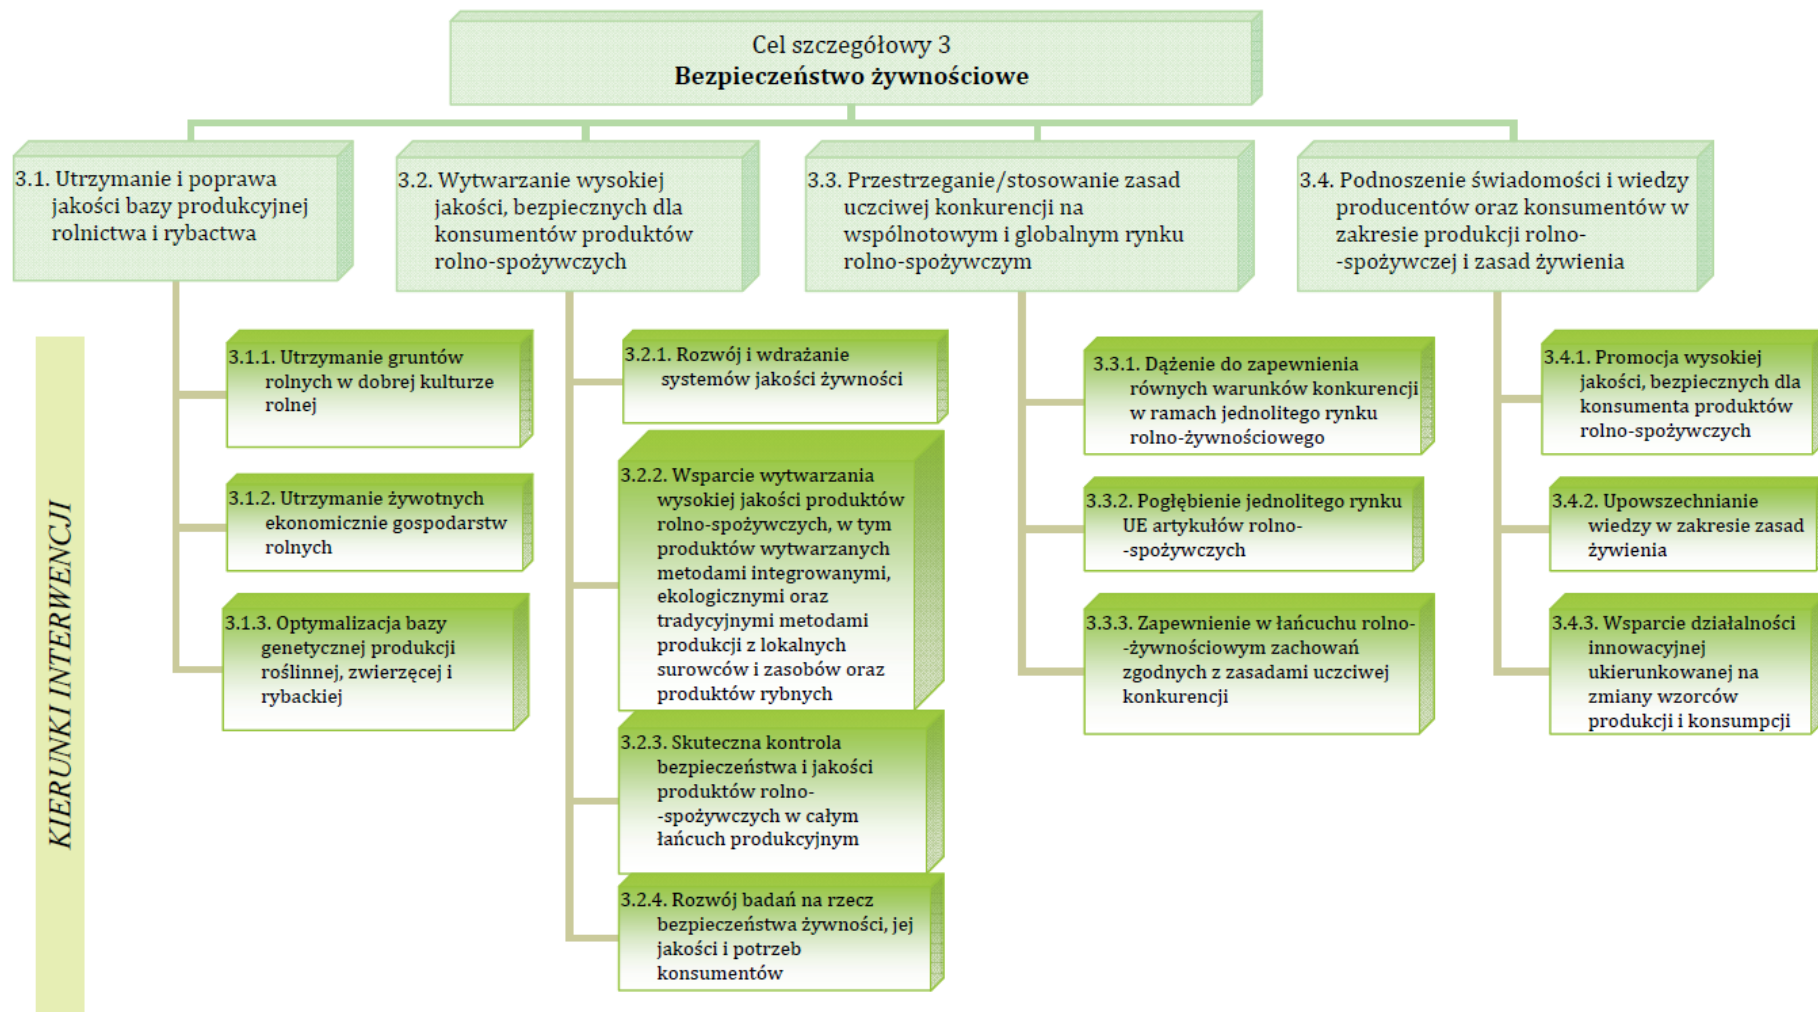 Cel szczegółowy 3
Bezpieczeństwo żywnościowe
3.1. Utrzymanie i poprawa
jakości bazy produkcyjnej
rolnictwa i rybactwa
3.2. Wytwarzanie wysokiej
jakości, bezpiecznych dla
konsumentów produktów
rolno-spożywczych
3.3. Przestrzeganie/stosowanie zasad
uczciwej konkurencji na
wspólnotowym i globalnym rynku
rolno-spożywczym
3.4. Podnoszenie świadomości i wiedzy
producentów oraz konsumentów w
zakresie produkcji rolno-
-spożywczej i zasad żywienia
KIERUNKI INTERWENCJI
3.1.1. Utrzymanie gruntów
rolnych w dobrej kulturze
rolnej
3.1.2. Utrzymanie żywotnych
ekonomicznie gospodarstw
rolnych
3.1.3. Optymalizacja bazy
genetycznej produkcji
roślinnej, zwierzęcej i
rybackiej
3.2.1. Rozwój i wdrażanie
systemów jakości żywności
3.2.2. Wsparcie wytwarzania
wysokiej jakości produktów
rolno-spożywczych, w tym
produktów wytwarzanych
metodami integrowanymi,
ekologicznymi oraz
tradycyjnymi metodami
produkcji z lokalnych
surowców i zasobów oraz
produktów rybnych
3.2.3. Skuteczna kontrola
bezpieczeństwa i jakości
produktów rolno-
-spożywczych w całym
łańcuch produkcyjnym
3.2.4. Rozwój badań na rzecz
bezpieczeństwa żywności, jej
jakości i potrzeb
konsumentów
3.3.1. Dążenie do zapewnienia
równych warunków konkurencji
w ramach jednolitego rynku
rolno-żywnościowego
3.3.2. Pogłębienie jednolitego rynku
UE artykułów rolno-
-spożywczych
3.3.3. Zapewnienie w łańcuchu rolno-
-żywnościowym zachowań
zgodnych z zasadami uczciwej
konkurencji
3.4.1. Promocja wysokiej
jakości, bezpiecznych dla
konsumenta produktów
rolno-spożywczych
3.4.2. Upowszechnianie
wiedzy w zakresie zasad
żywienia
3.4.3. Wsparcie działalności
innowacyjnej
ukierunkowanej na
zmiany wzorców
produkcji i konsumpcji